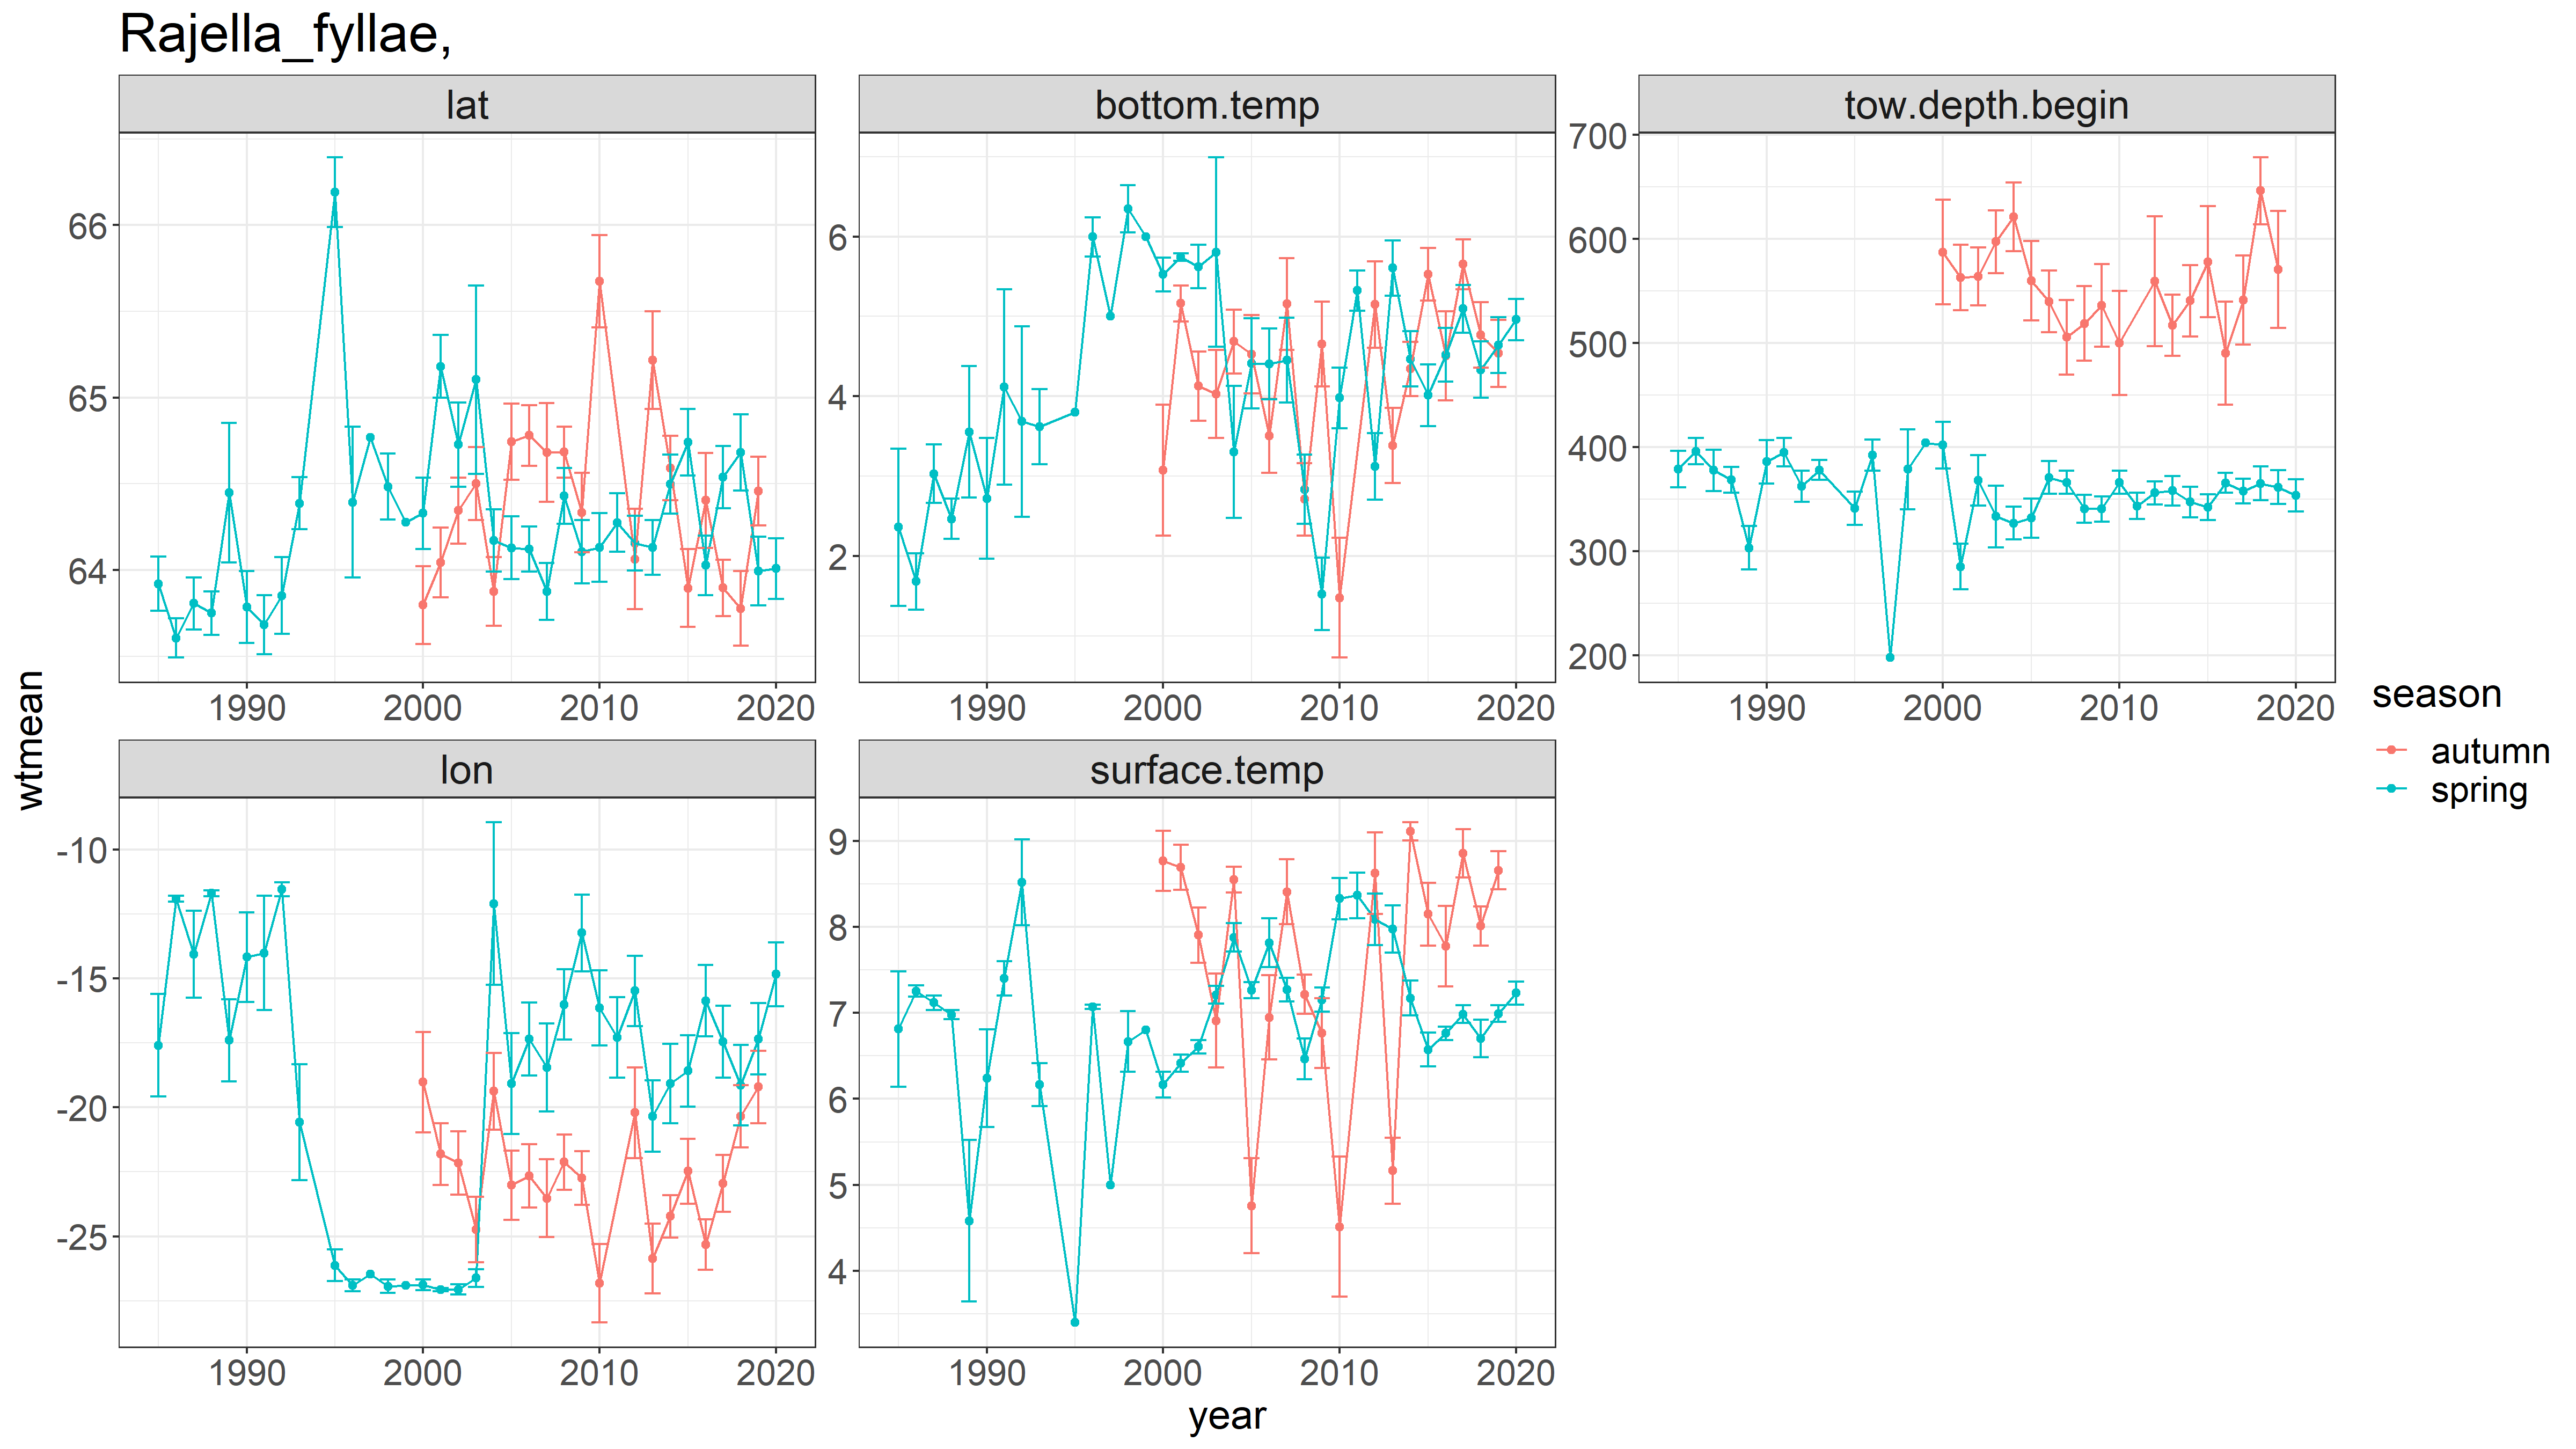 Rajella_fyllae,
lat
bottom.temp
tow.depth.begin
66
65
64
6
4
2
700
600
500
400
300
200
1990 2000 2010 2020
1990 2000 2010 2020
1990 2000 2010 2020
wtmean
lon
surface.temp
-10
-15
-20
-25
9
8
7
6
5
4
1990 2000 2010 2020
1990 2000 2010 2020
year
season
autumn
spring